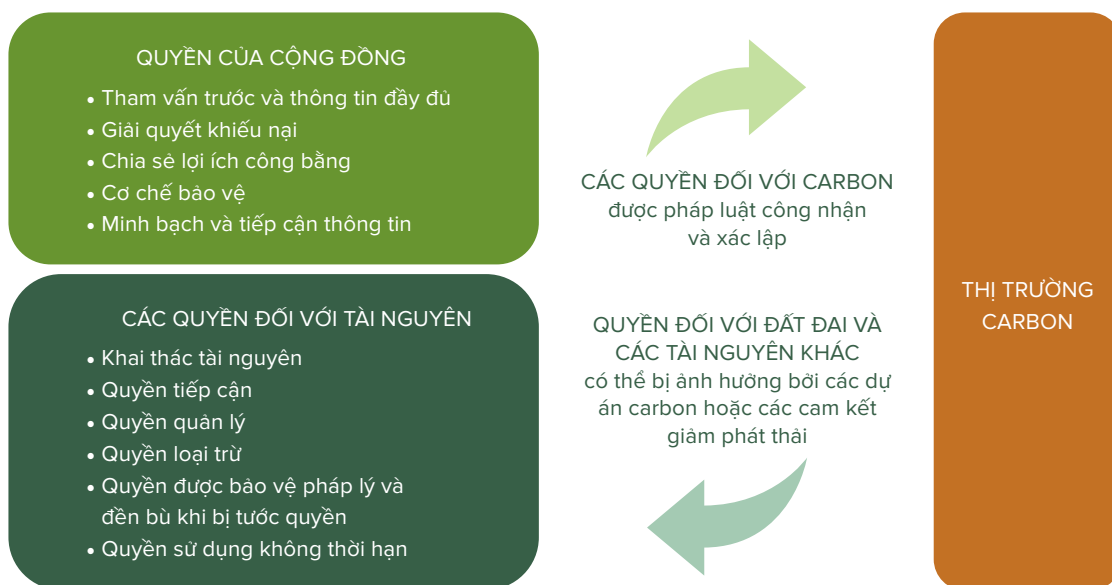 QUYỀN CỦA CỘNG ĐỒNG
• Tham vấn trước và thông tin đầy đủ
• Giải quyết khiếu nại
• Chia sẻ lợi ích công bằng
• Cơ chế bảo vệ
• Minh bạch và tiếp cận thông tin
CÁC QUYỀN ĐỐI VỚI TÀI NGUYÊN
• Khai thác tài nguyên
• Quyền tiếp cận
• Quyền quản lý
• Quyền loại trừ
• Quyền được bảo vệ pháp lý và
đền bù khi bị tước quyền
• Quyền sử dụng không thời hạn
CÁC QUYỀN ĐỐI VỚI CARBON
được pháp luật công nhận
và xác lập
QUYỀN ĐỐI VỚI ĐẤT ĐAI VÀ
CÁC TÀI NGUYÊN KHÁC
có thể bị ảnh hưởng bởi các dự
án carbon hoặc các cam kết
giảm phát thải
THỊ TRƯỜNG
CARBON